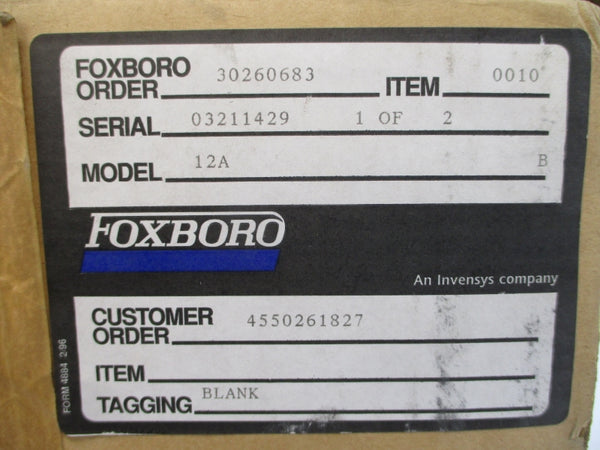 FOXBORO ORDER 30260683 ITEM 0010
SERIAL 03211429 1 OF 2
MODEL 12A B
FOXBORO
An Invensys company
CUSTOMER ORDER 4550261827
ITEM
TAGGING BLANK
FORM 4884 2/96